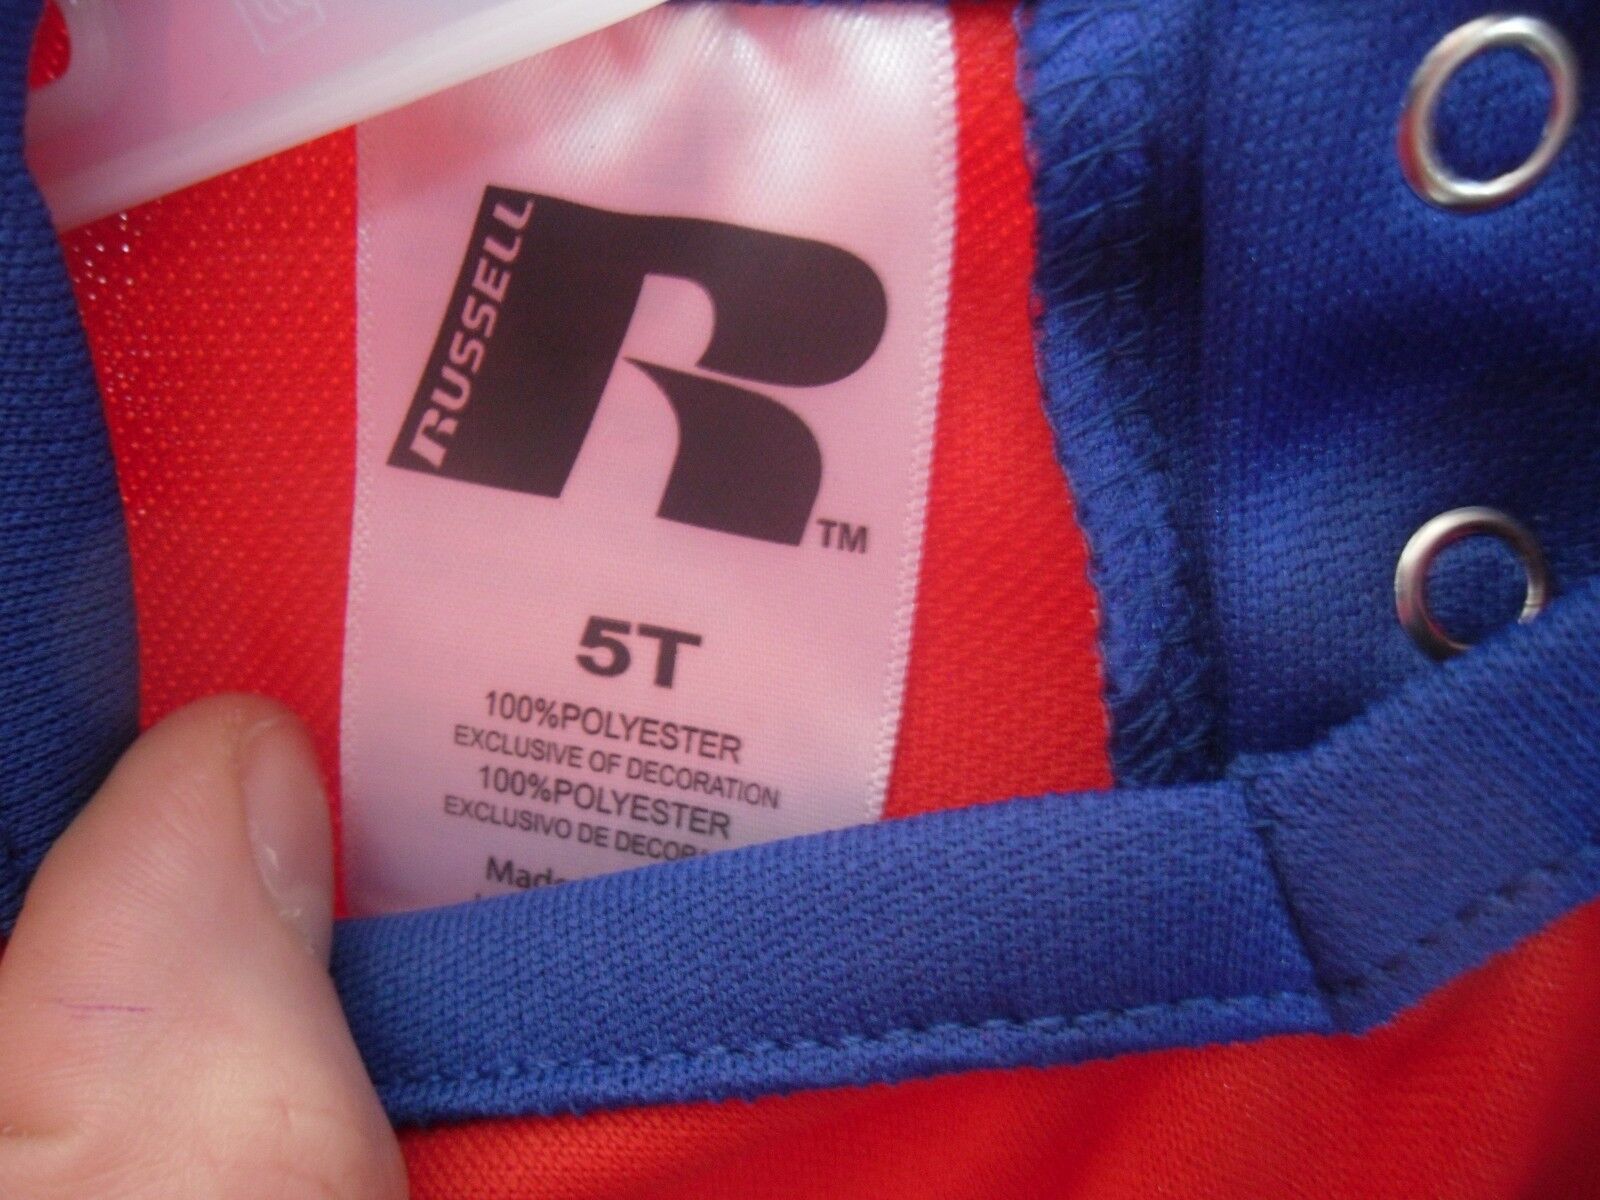 RUSSELL
R
TM
5T
100%POLYESTER
EXCLUSIVE OF DECORATION
100%POLYESTER
EXCLUSIVO DE